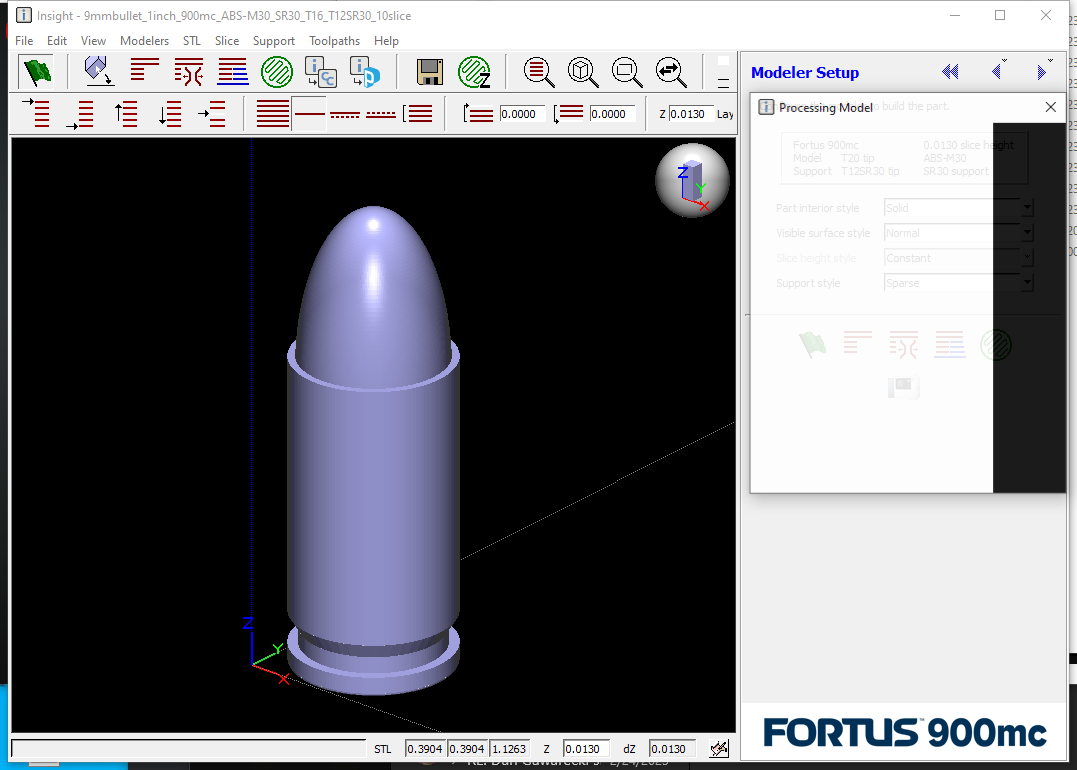 Insight - 9mmbullet_1inch_900mc_ABS-M30_SR30_T16_T12SR30_10slice
File Edit View Modelers STL Slice Support Toolpaths Help
0.0000 0.0000 Z 0.0130 Lay
Z
Y
X
Z
Y
X
STL 0.3904 0.3904 1.1263 Z 0.0130 dZ 0.0130
Modeler Setup
Processing Model
to build the part.
Fortus 900mc 0.0130 slice height
Model T20 tip ABS-M30
Support T12SR30 tip SR30 support
Part interior style Solid
Visible surface style Normal
Slice height style Constant
Support style Sparse
FORTUS™ 900mc